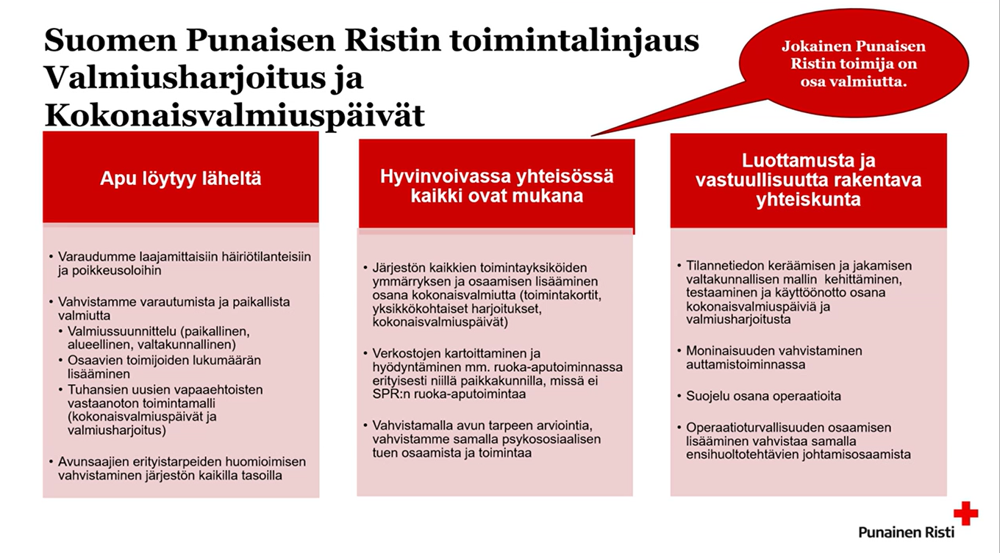 Suomen Punaisen Ristin toimintalinjaus
Valmiusharjoitus ja
Kokonaisvalmiuspäivät
Jokainen Punaisen
Ristin toimija on
osa valmiutta.
Apu löytyy läheltä
• Varaudumme laajamittaisiin häiriötilanteisiin
ja poikkeusoloihin
• Vahvistamme varautumista ja paikallista
valmiutta
• Valmiussuunnittelu (paikallinen,
alueellinen, valtakunnallinen)
• Osaavien toimijoiden lukumäärän
lisääminen
• Tuhansien uusien vapaaehtoisten
vastaanoton toimintamalli
(kokonaisvalmiuspäivät ja
valmiusharjoitus)
• Avunsaajien erityistarpeiden huomioimisen
vahvistaminen järjestön kaikilla tasoilla
Hyvinvoivassa yhteisössä
kaikki ovat mukana
• Järjestön kaikkien toimintayksiköiden
ymmärryksen ja osaamisen lisääminen
osana kokonaisvalmiutta (toimintakortit,
yksikkökohtaiset harjoitukset,
kokonaisvalmiuspäivät)
• Verkostojen kartoittaminen ja
hyödyntäminen mm. ruoka-aputoiminnassa
erityisesti niillä paikkakunnilla, missä ei
SPR:n ruoka-aputoimintaa
• Vahvistamalla avun tarpeen arviointia,
vahvistamme samalla psykososiaalisen
tuen osaamista ja toimintaa
Luottamusta ja
vastuullisuutta rakentava
yhteiskunta
• Tilannetiedon keräämisen ja jakamisen
valtakunnallisen mallin  kehittäminen,
testaaminen ja käyttöönotto osana
kokonaisvalmiuspäiviä ja
valmiusharjoitusta
• Moninaisuuden vahvistaminen
auttamistoiminnassa
• Suojelu osana operaatioita
• Operaatioturvallisuuden osaamisen
lisääminen vahvistaa samalla
ensihuoltotehtävien johtamisosaamista
Punainen Risti